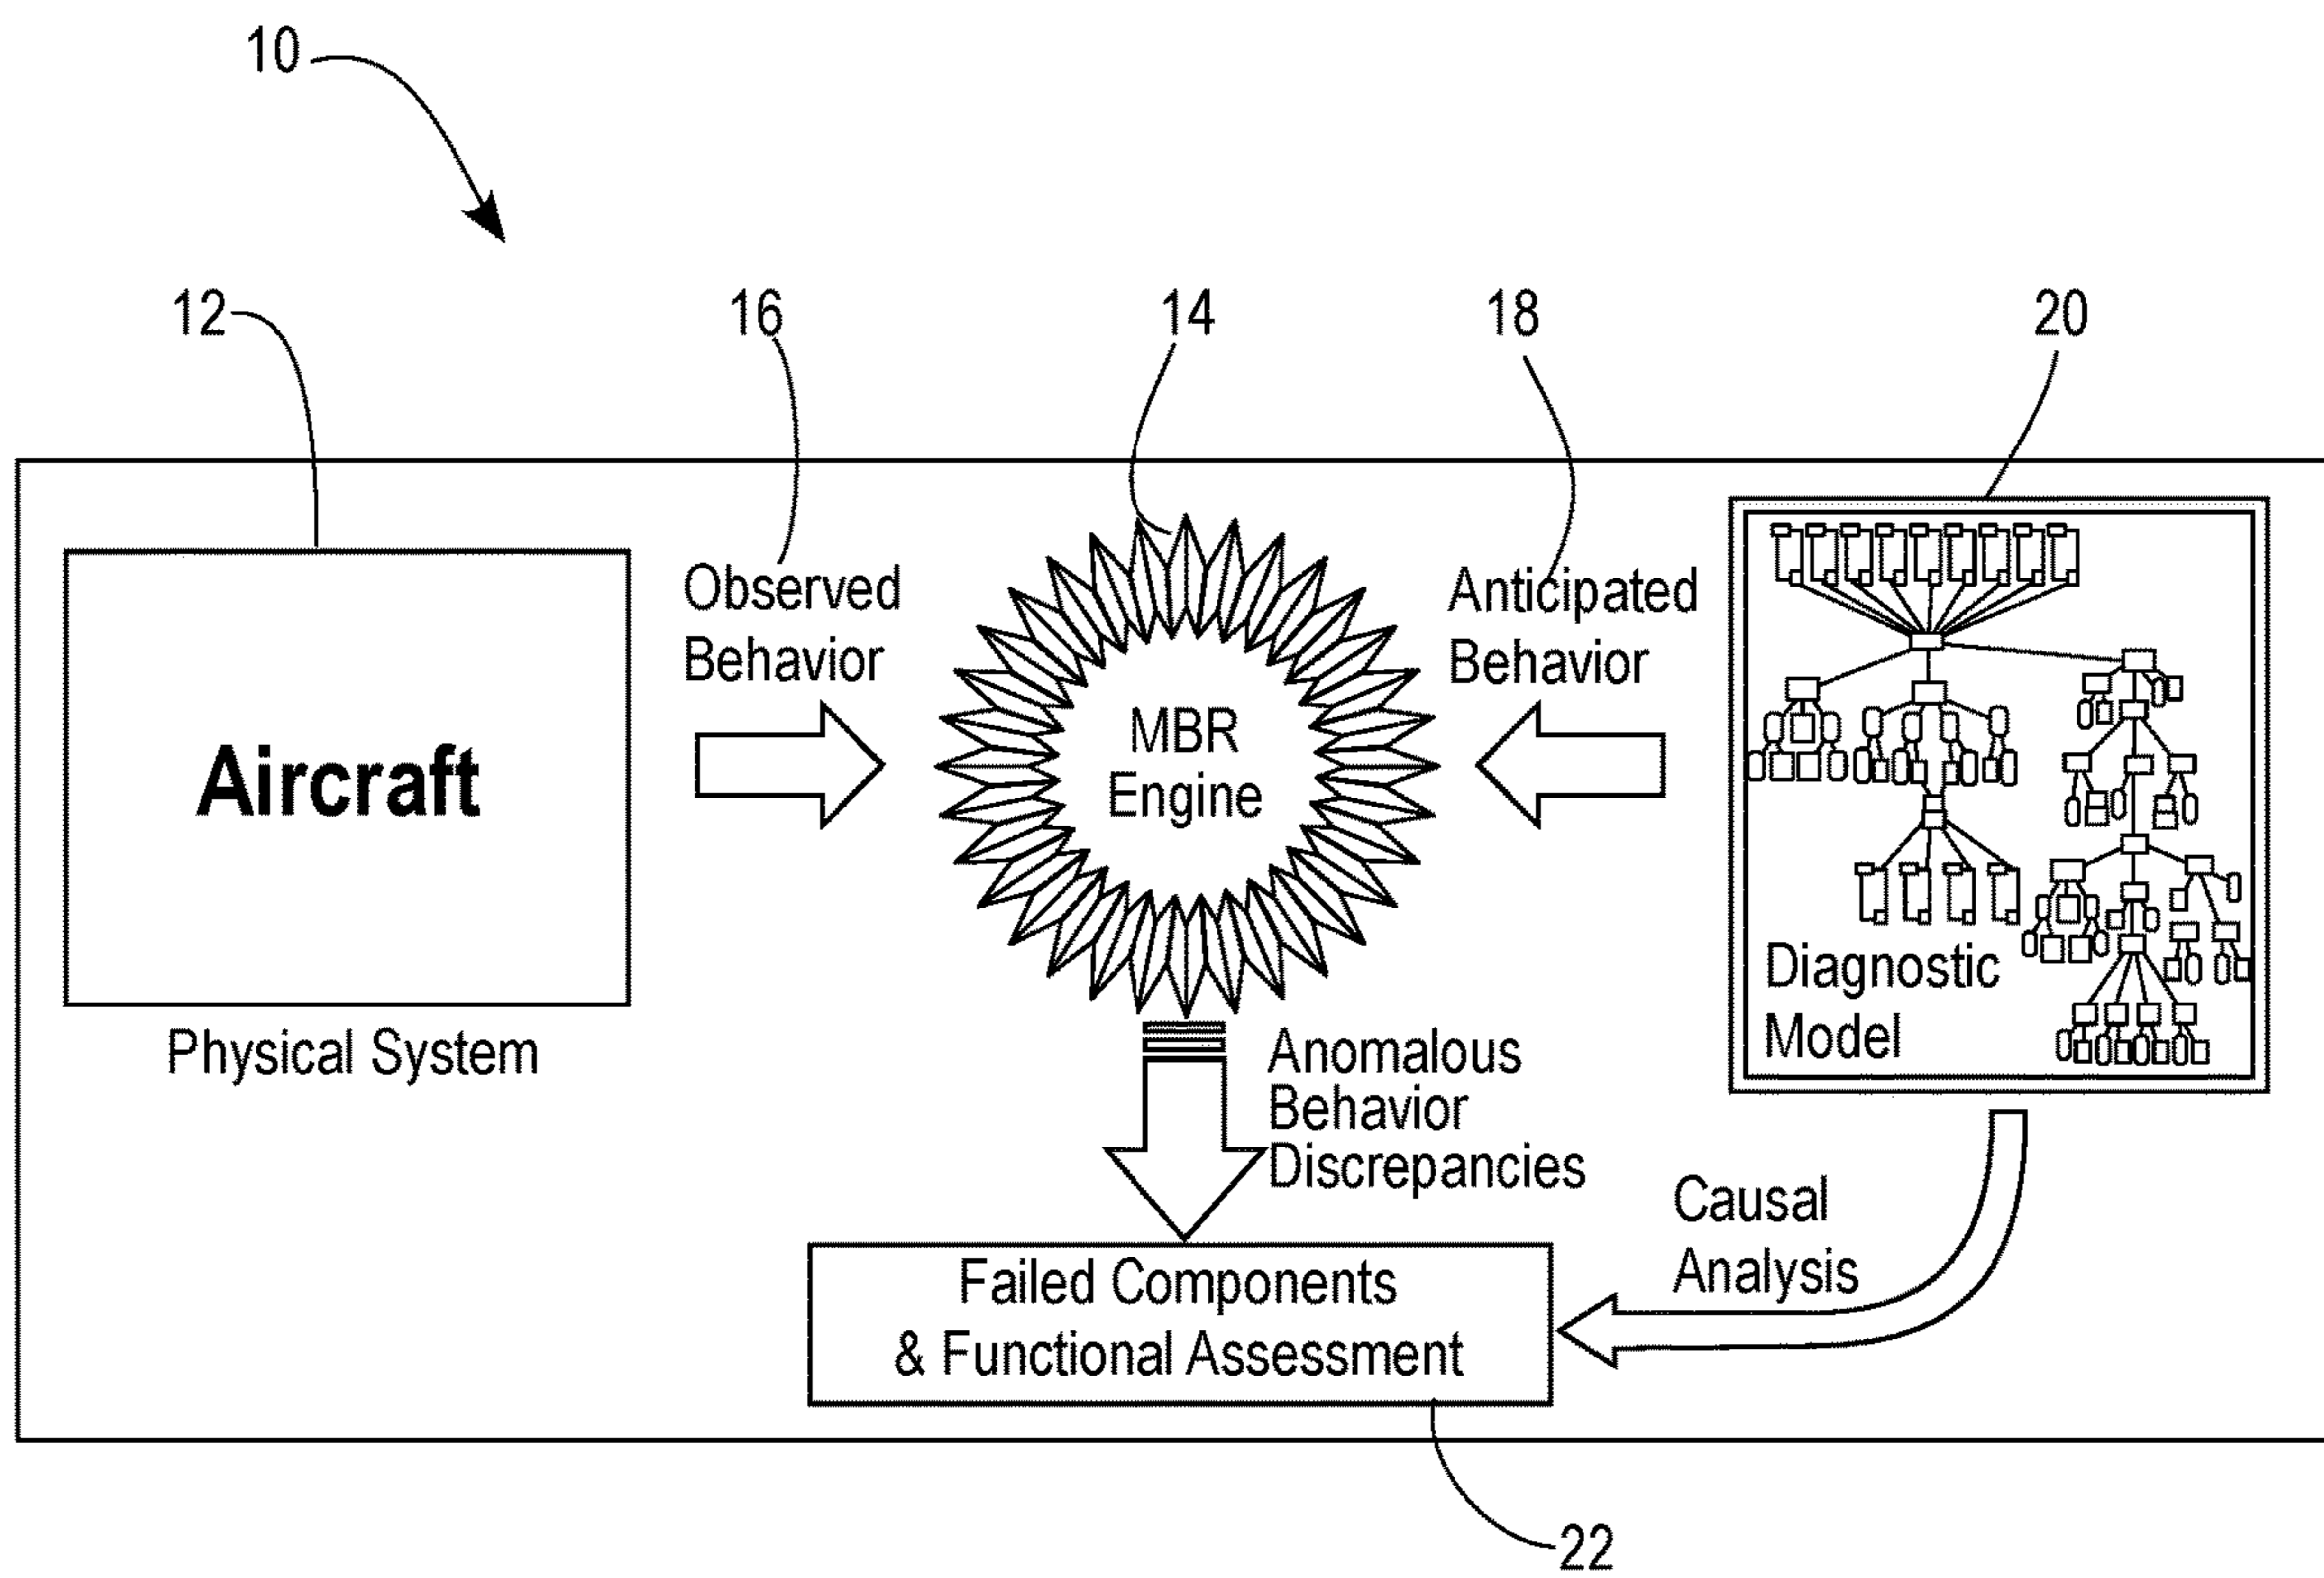 10
12
16
14
18
20
Observed
Behavior
Anticipated
Behavior
MBR
Engine
Aircraft
Physical System
Diagnostic
Model
Anomalous
Behavior
Discrepancies
Causal
Analysis
Failed Components
& Functional Assessment
22